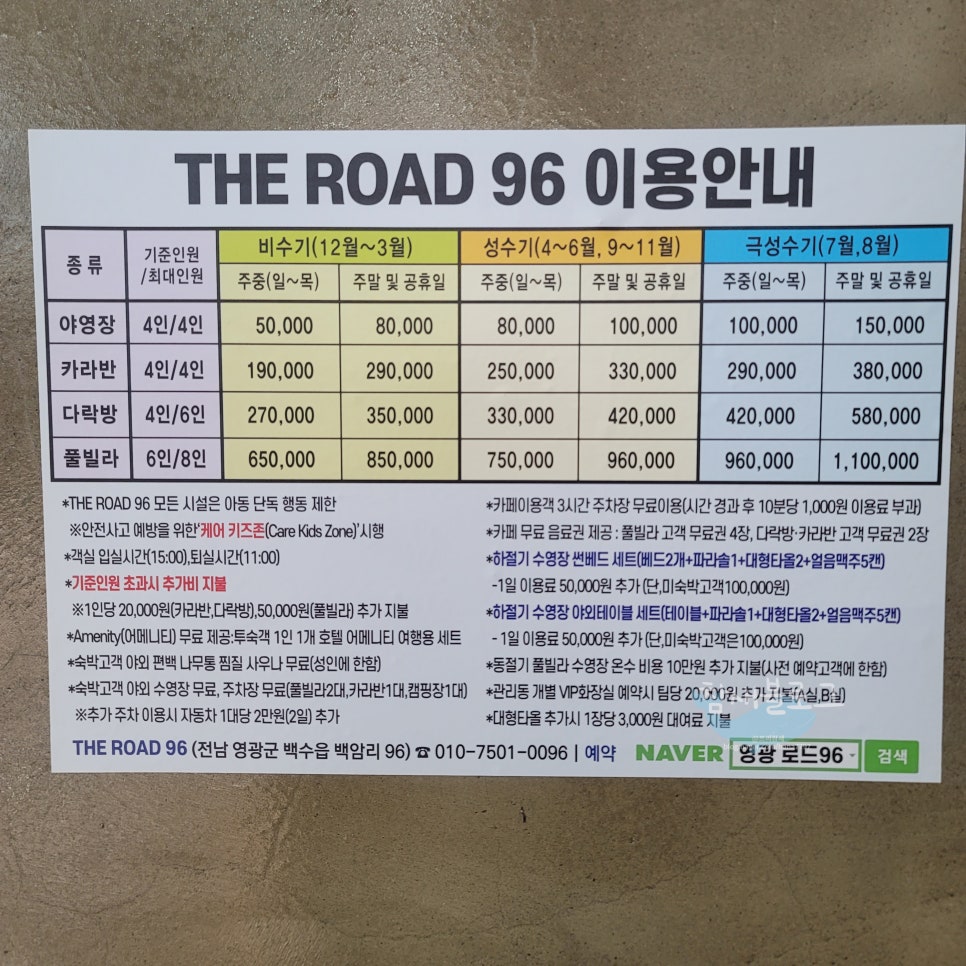 THE ROAD 96 이용안내
종류 기준인원/최대인원 비수기(12월~3월) 성수기(4~6월, 9~11월) 극성수기(7월,8월)
주중(일~목) 주말 및 공휴일 주중(일~목) 주말 및 공휴일 주중(일~목) 주말 및 공휴일
야영장 4인/4인 50,000 80,000 80,000 100,000 100,000 150,000
카라반 4인/4인 190,000 290,000 250,000 330,000 290,000 380,000
다락방 4인/6인 270,000 350,000 330,000 420,000 420,000 580,000
풀빌라 6인/8인 650,000 850,000 750,000 960,000 960,000 1,100,000
*THE ROAD 96 모든 시설은 아동 단독 행동 제한
※안전사고 예방을 위한'케어 키즈존(Care Kids Zone)'시행
*객실 입실시간(15:00),퇴실시간(11:00)
*기준인원 초과시 추가비 지불
※1인당 20,000원(카라반,다락방),50,000원(풀빌라) 추가 지불
*Amenity(어메니티) 무료 제공:투숙객 1인 1개 호텔 어메니티 여행용 세트
*숙박고객 야외 편백 나무통 찜질 사우나 무료(성인에 한함)
*숙박고객 야외 수영장 무료, 주차장 무료(풀빌라2대,카라반1대,캠핑장1대)
※추가 주차 이용시 자동차 1대당 2만원(2일) 추가
*카페이용객 3시간 주차장 무료이용(시간 경과 후 10분당 1,000원 이용료 부과)
*카페 무료 음료권 제공 : 풀빌라 고객 무료권 4장, 다락방·카라반 고객 무료권 2장
*하절기 수영장 썬베드 세트(베드2개+파라솔1+대형타올2+얼음맥주5캔)
-1일 이용료 50,000원 추가 (단,미숙박고객100,000원)
*하절기 수영장 야외테이블 세트(테이블+파라솔1+대형타올2+얼음맥주5캔)
- 1일 이용료 50,000원 추가 (단,미숙박고객은100,000원)
*동절기 풀빌라 수영장 온수 비용 10만원 추가 지불(사전 예약고객에 한함)
*관리동 개별 VIP화장실 예약시 팀당 20,000원 추가 지불(A실,B실)
*대형타올 추가시 1장당 3,000원 대여료 지불
THE ROAD 96 (전남 영광군 백수읍 백암리 96) ☎ 010-7501-0096 | 예약 NAVER 영광 로드96 검색